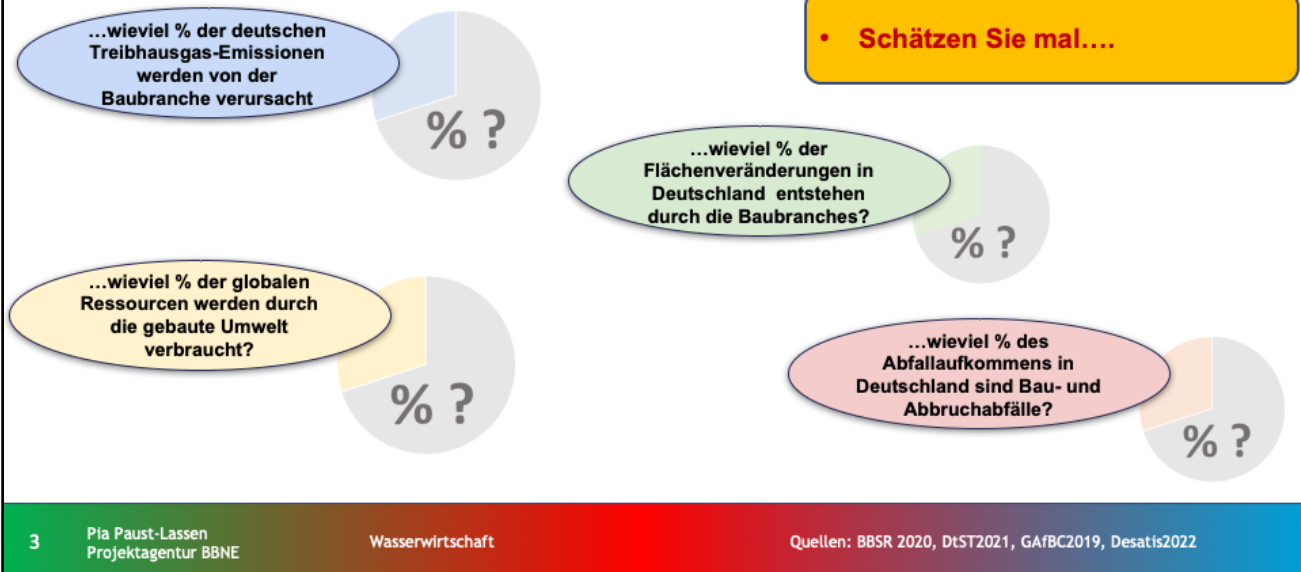 …wieviel % der deutschen
Treibhausgas-Emissionen
werden von der
Baubranche verursacht
% ?
• Schätzen Sie mal….
…wieviel % der
Flächenveränderungen in
Deutschland entstehen
durch die Baubranches?
% ?
…wieviel % der globalen
Ressourcen werden durch
die gebaute Umwelt
verbraucht?
% ?
…wieviel % des
Abfallaufkommens in
Deutschland sind Bau- und
Abbruchabfälle?
% ?
3
Pia Paust-Lassen
Projektagentur BBNE
Wasserwirtschaft
Quellen: BBSR 2020, DtST2021, GAfBC2019, Desatis2022